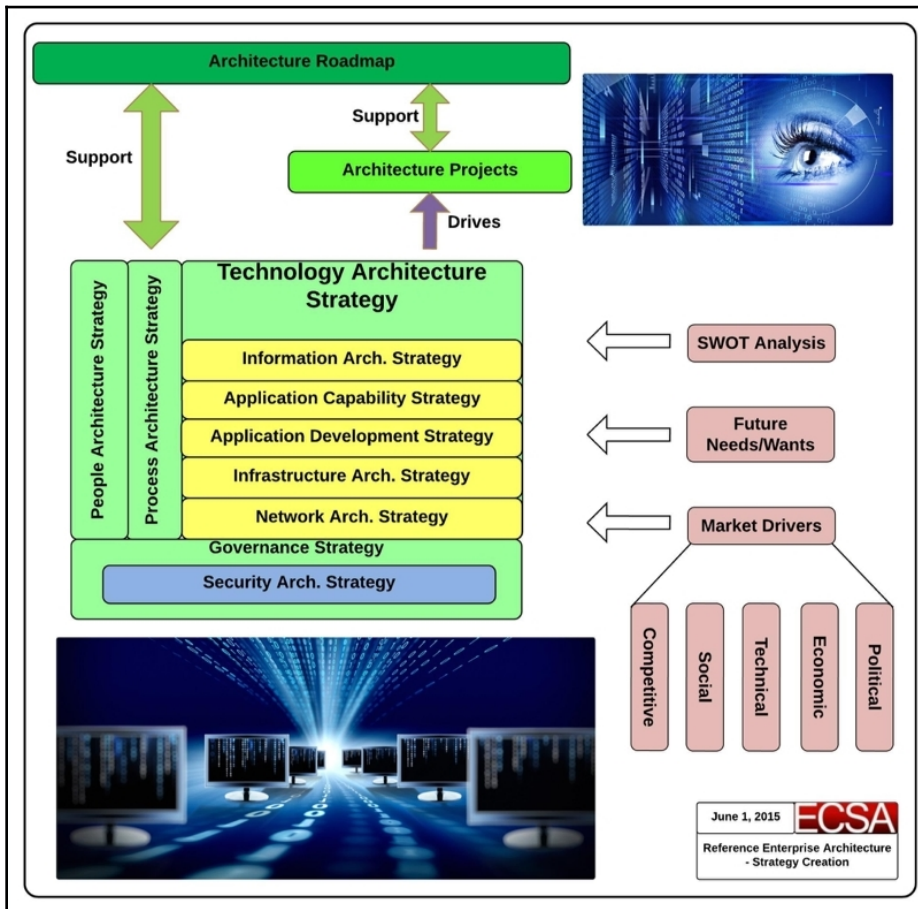 Architecture Roadmap
Support
Support
Architecture Projects
Drives
Technology Architecture
Strategy
People Architecture Strategy
Process Architecture Strategy
Information Arch. Strategy
Application Capability Strategy
Application Development Strategy
Infrastructure Arch. Strategy
Network Arch. Strategy
Governance Strategy
Security Arch. Strategy
SWOT Analysis
Future
Needs/Wants
Market Drivers
Competitive
Social
Technical
Economic
Political
June 1, 2015
ECSA
Reference Enterprise Architecture
- Strategy Creation